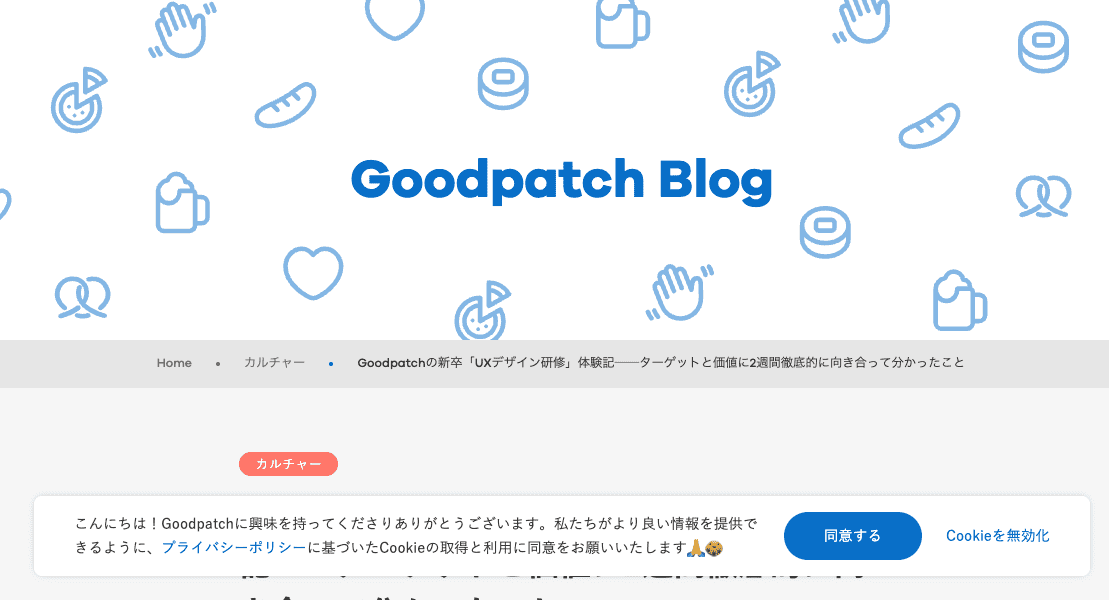 Goodpatch Blog
Home • カルチャー • Goodpatchの新卒「UXデザイン研修」体験記──ターゲットと価値に2週間徹底的に向き合って分かったこと
カルチャー
こんにちは！Goodpatchに興味を持ってくださりありがとうございます。私たちがより良い情報を提供で
きるように、プライバシーポリシーに基づいたCookieの取得と利用に同意をお願いいたします🙏🍪
同意する
Cookieを無効化